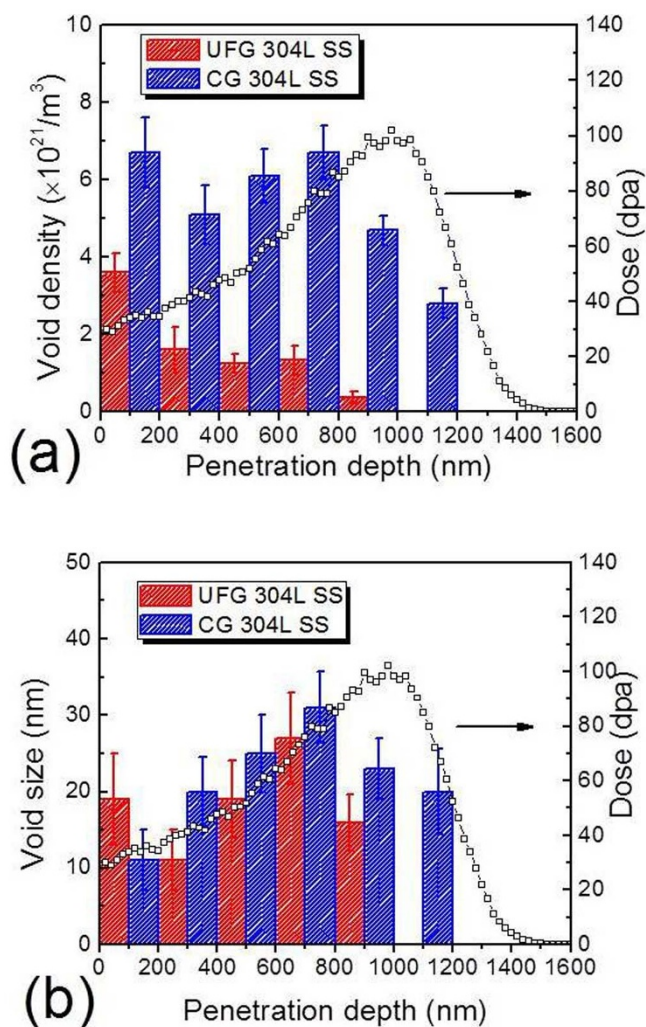 10
8
6
4
2
0
Void density (×10²¹/m³)
UFG 304L SS
CG 304L SS
140
120
100
80
60
40
20
0
Dose (dpa)
0 200 400 600 800 1000 1200 1400 1600
Penetration depth (nm)
(a)
50
40
30
20
10
0
Void size (nm)
UFG 304L SS
CG 304L SS
140
120
100
80
60
40
20
0
Dose (dpa)
0 200 400 600 800 1000 1200 1400 1600
Penetration depth (nm)
(b)